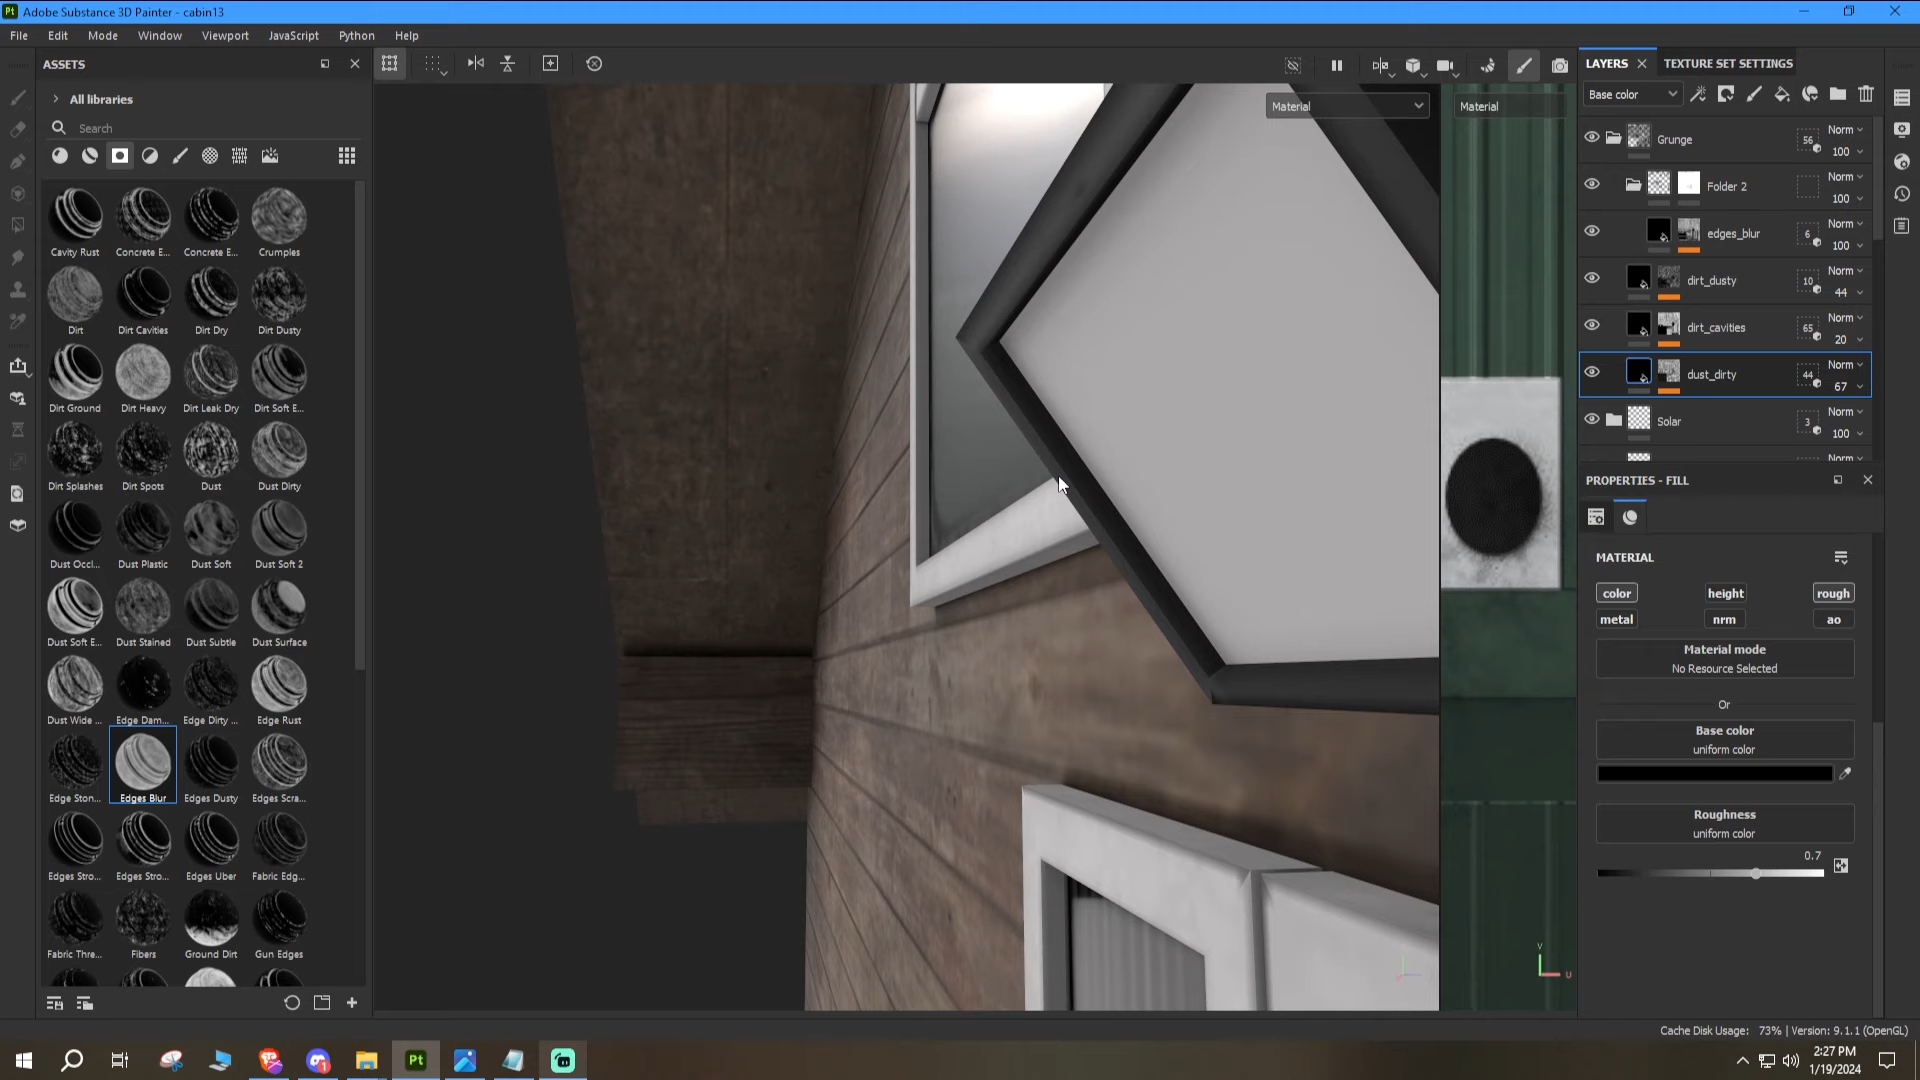 Pt Adobe Substance 3D Painter - cabin13
File Edit Mode Window Viewport JavaScript Python Help
ASSETS
LAYERS TEXTURE SET SETTINGS
All libraries
Base color
Search
Material
Material
Grunge 56 Norm 100
Folder 2 Norm 100
edges_blur 6 Norm 100
dirt_dusty 10 Norm 44
dirt_cavities 65 Norm 20
dust_dirty 44 Norm 67
Solar 3 Norm 100
Norm
Cavity Rust Concrete E... Concrete E... Crumples
Dirt Dirt Cavities Dirt Dry Dirt Dusty
Dirt Ground Dirt Heavy Dirt Leak Dry Dirt Soft E...
Dirt Splashes Dirt Spots Dust Dust Dirty
Dust Occl... Dust Plastic Dust Soft Dust Soft 2
Dust Soft E... Dust Stained Dust Subtle Dust Surface
Dust Wide ... Edge Dam... Edge Dirty ... Edge Rust
Edge Ston... Edges Blur Edges Dusty Edges Scra...
Edges Stro... Edges Stro... Edges Uber Fabric Edg...
Fabric Thre... Fibers Ground Dirt Gun Edges
PROPERTIES - FILL
MATERIAL
color height rough
metal nrm ao
Material mode
No Resource Selected
Or
Base color
uniform color
Roughness
uniform color
0.7
V
U
Cache Disk Usage: 73% | Version: 9.1.1 (OpenGL)
Pt
1
2:27 PM
1/19/2024